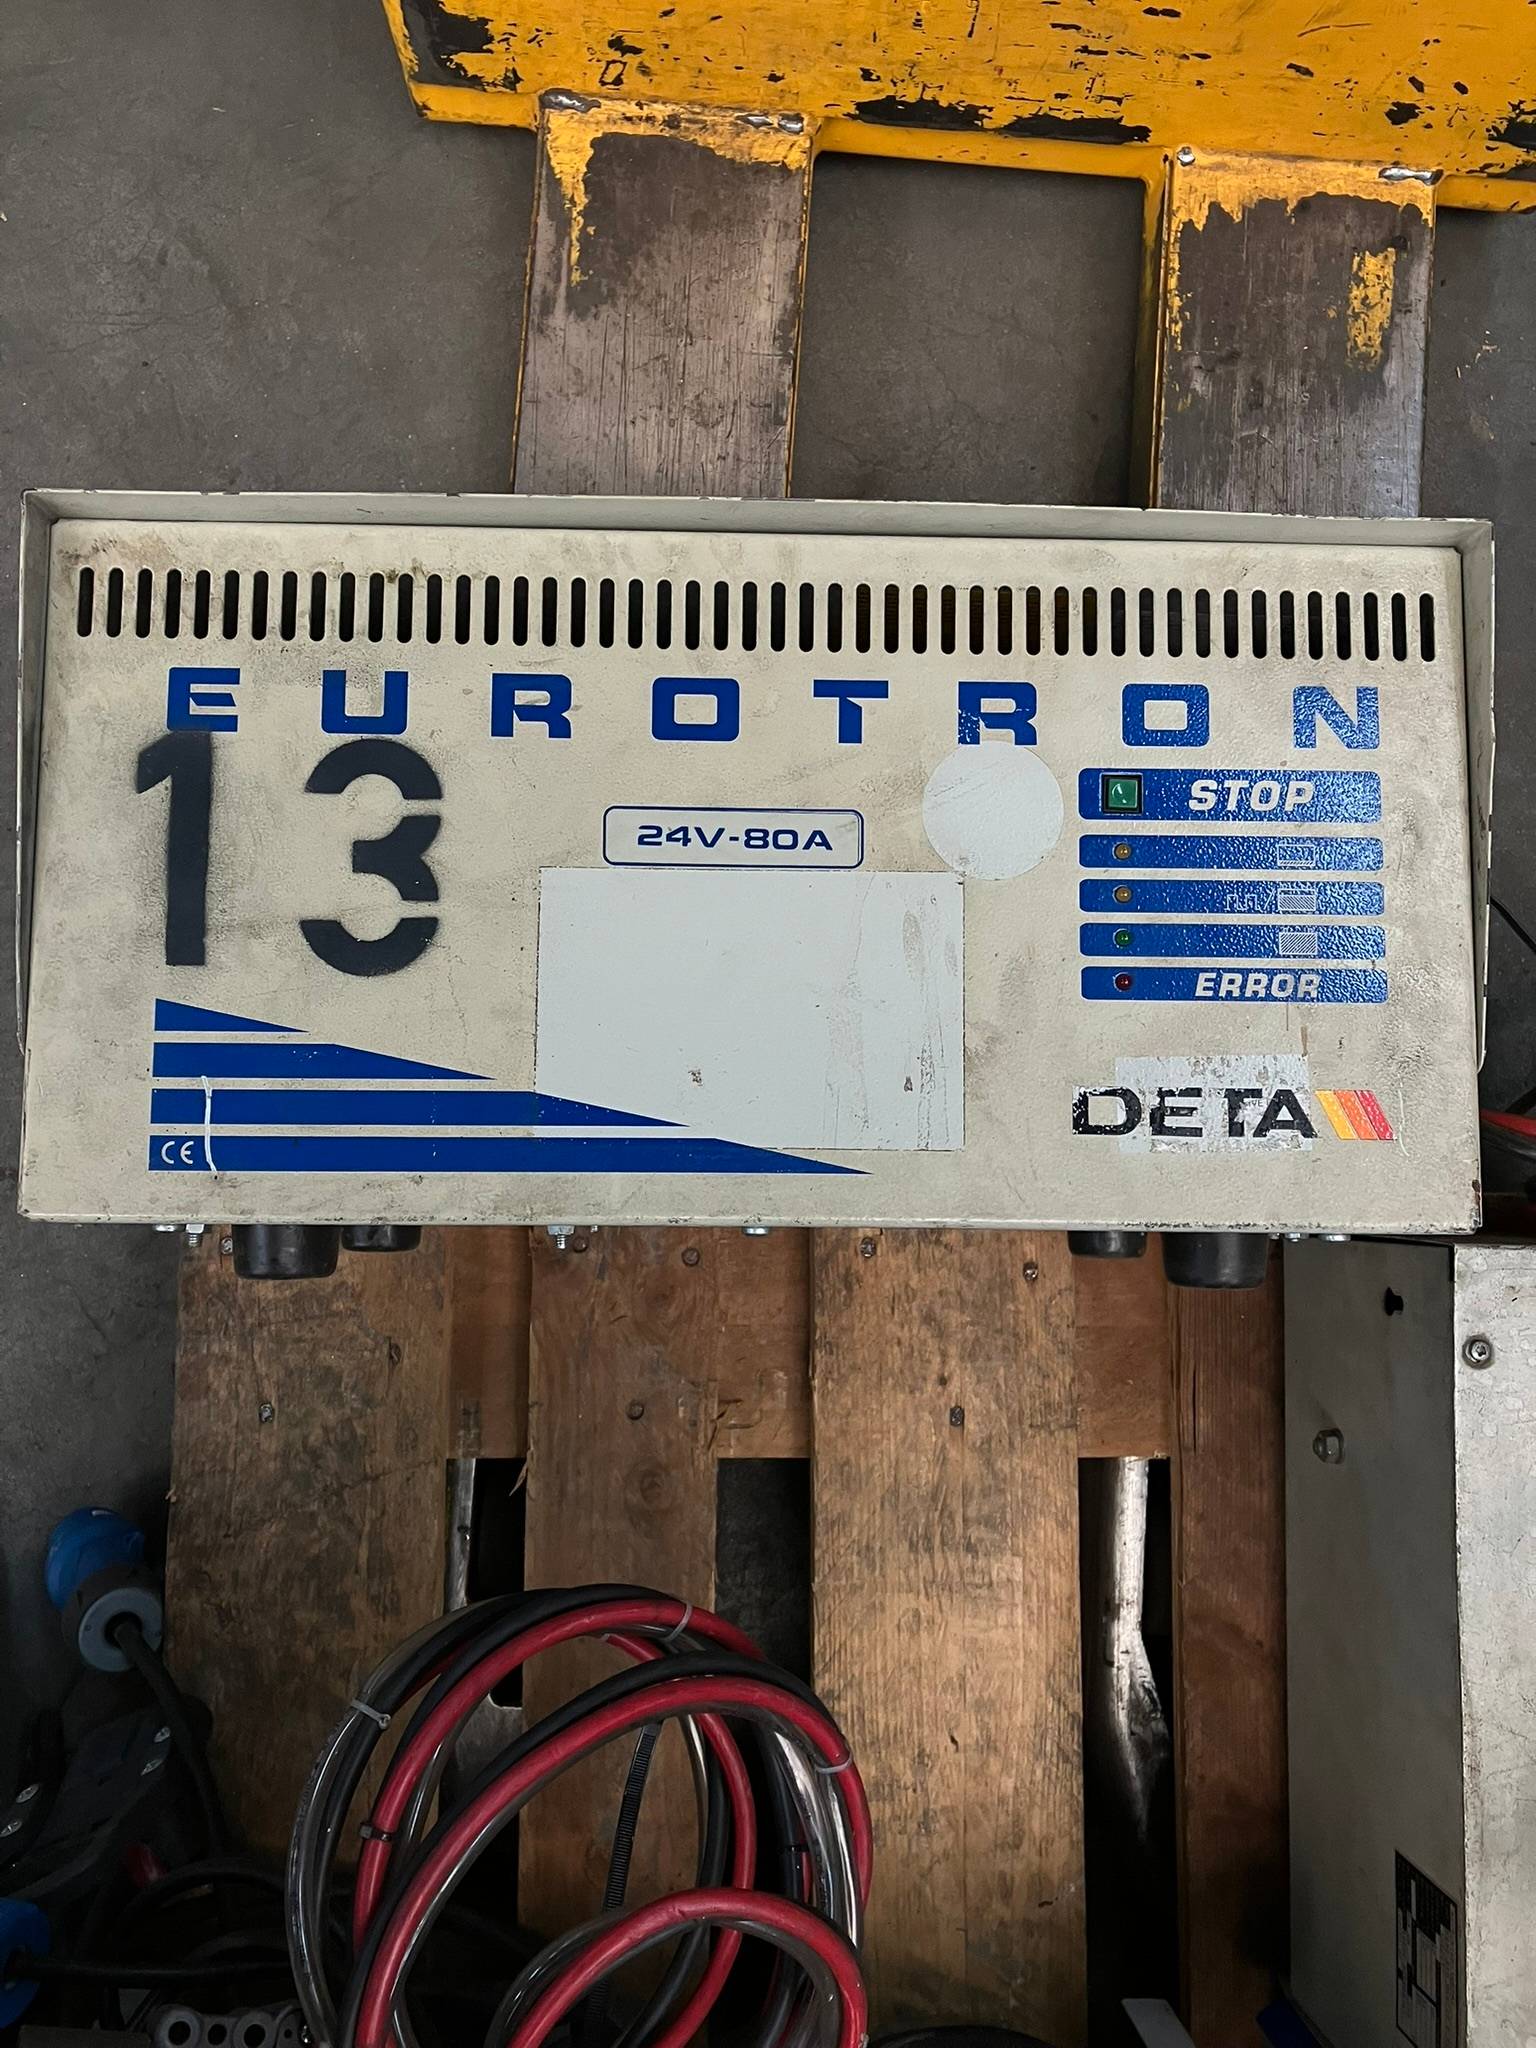 EUROTRON
13
24V-80A
STOP
ERROR
DETA
CE